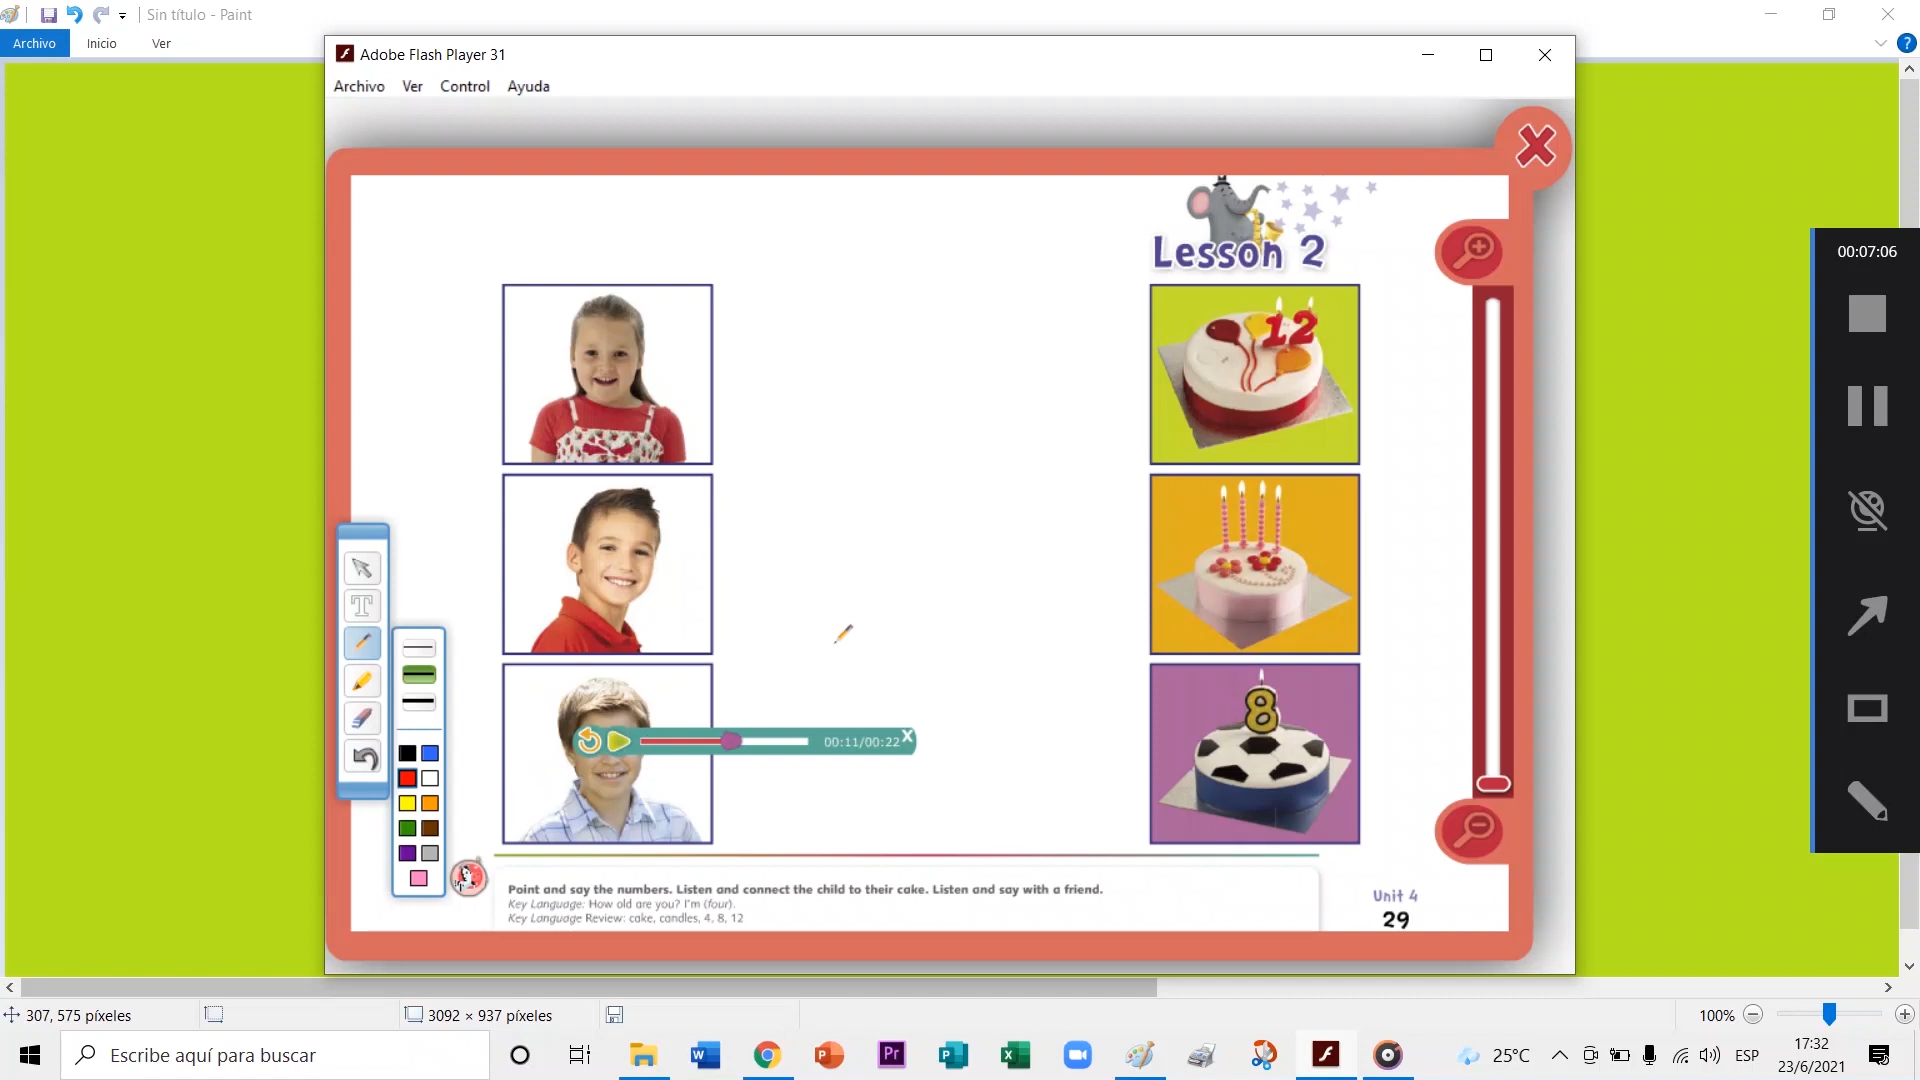 Sin título - Paint
Archivo
Inicio
Ver
Adobe Flash Player 31
Archivo Ver Control Ayuda
00:07:06
Lesson 2
12
8
T
00:11/00:22 X
Point and say the numbers. Listen and connect the child to their cake. Listen and say with a friend.
Key Language: How old are you? I'm (four).
Key Language Review: cake, candles, 4, 8, 12
Unit 4
29
307, 575 píxeles
3092 × 937 píxeles
100%
Escribe aquí para buscar
W
P
Pr
P
X
25°C
ESP
17:32
23/6/2021